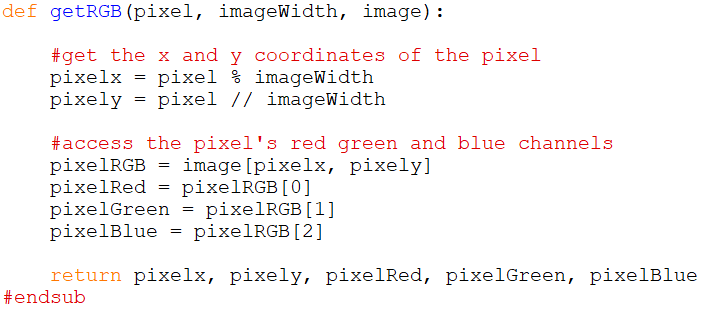 def getRGB(pixel, imageWidth, image):
#get the x and y coordinates of the pixel
pixelx = pixel % imageWidth
pixely = pixel // imageWidth
#access the pixel's red green and blue channels
pixelRGB = image[pixelx, pixely]
pixelRed = pixelRGB[0]
pixelGreen = pixelRGB[1]
pixelBlue = pixelRGB[2]
return pixelx, pixely, pixelRed, pixelGreen, pixelBlue
#endsub